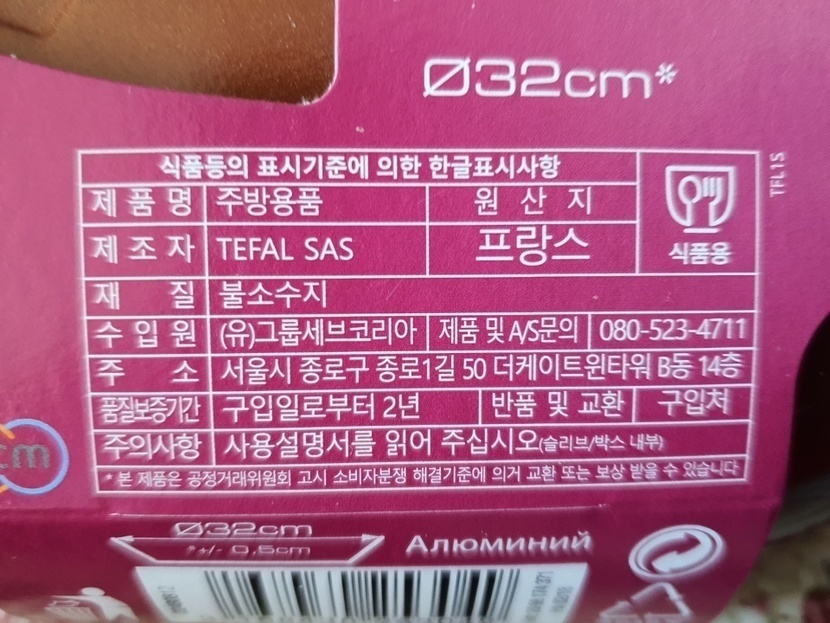 Ø32cm*
TFL1S
식품등의 표시기준에 의한 한글표시사항
제품명 주방용품 원산지
제조자 TEFAL SAS 프랑스 식품용
재질 불소수지
수입원 (유)그룹세브코리아 제품 및 A/S문의 080-523-4711
주소 서울시 종로구 종로1길 50 더케이트윈타워 B동 14층
품질보증기간 구입일로부터 2년 반품 및 교환 구입처
주의사항 사용설명서를 읽어 주십시오(슬리브/박스 내부)
* 본 제품은 공정거래위원회 고시 소비자분쟁 해결기준에 의거 교환 또는 보상 받을 수 있습니다
cm
Ø32cm
*+/- 0,5cm
Алюминий